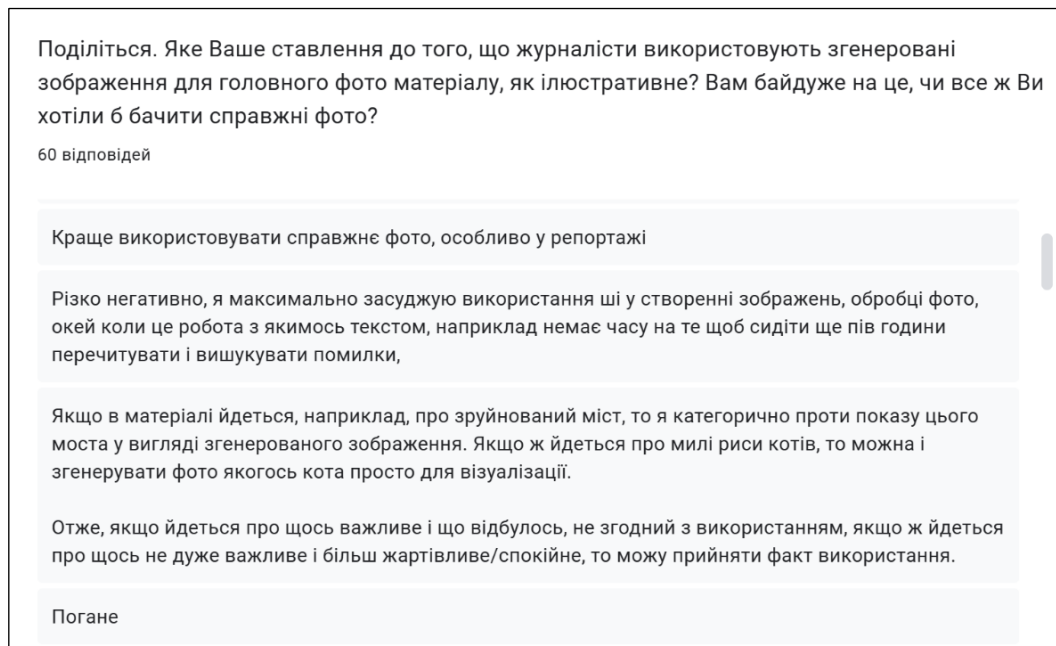 Поділіться. Яке Ваше ставлення до того, що журналісти використовують згенеровані
зображення для головного фото матеріалу, як ілюстративне? Вам байдуже на це, чи все ж Ви
хотіли б бачити справжні фото?
60 відповідей
Краще використовувати справжнє фото, особливо у репортажі
Різко негативно, я максимально засуджую використання ші у створенні зображень, обробці фото,
окей коли це робота з якимось текстом, наприклад немає часу на те щоб сидіти ще пів години
перечитувати і вишукувати помилки,
Якщо в матеріалі йдеться, наприклад, про зруйнований міст, то я категорично проти показу цього
моста у вигляді згенерованого зображення. Якщо ж йдеться про милі риси котів, то можна і
згенерувати фото якогось кота просто для візуалізації.
Отже, якщо йдеться про щось важливе і що відбулось, не згодний з використанням, якщо ж йдеться
про щось не дуже важливе і більш жартівливе/спокійне, то можу прийняти факт використання.
Погане